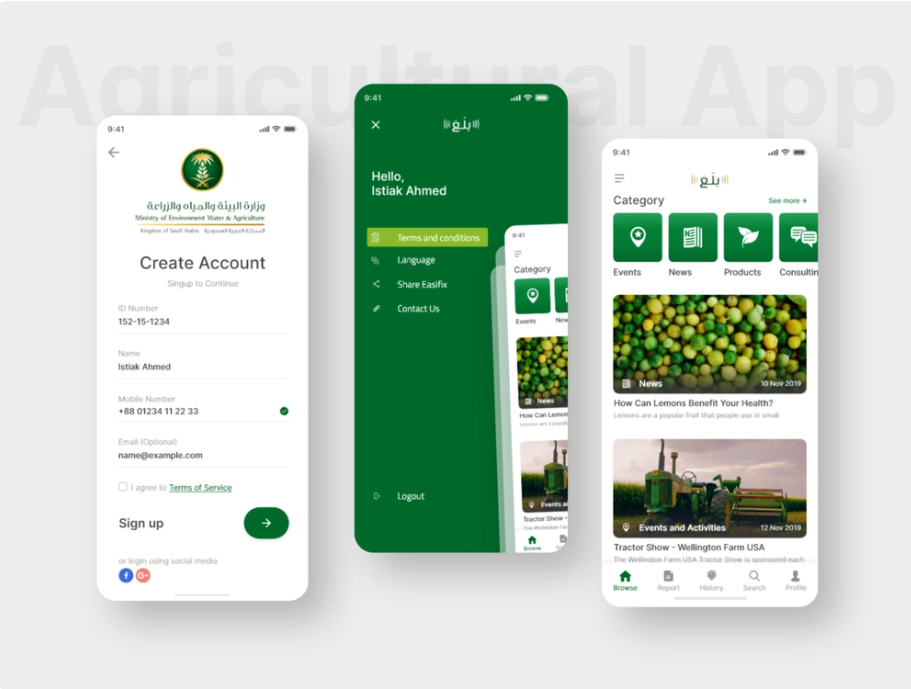 Agricultural App
9:41
وزارة البيئة والمياه والزراعة
Ministry of Environment Water & Agriculture
Kingdom of Saudi Arabia المملكة العربية السعودية
Create Account
Singup to Continue
ID Number
152-15-1234
Name
Istiak Ahmed
Mobile Number
+88 01234 11 22 33
Email (Optional)
name@example.com
I agree to Terms of Service
Sign up
or login using social media
f G+
9:41
Hello,
Istiak Ahmed
Terms and conditions
Language
Share Easifix
Contact Us
Logout
9:41
Category
Events
News
How Can Lemon
Lemons are a popula
Events a
Tractor Show -
The Wellington Far
Browse
9:41
Category
See more
Events News Products Consultin
News 10 Nov 2019
How Can Lemons Benefit Your Health?
Lemons are a popular fruit that people use in small
Events and Activities 12 Nov 2019
Tractor Show - Wellington Farm USA
The Wellington Farm USA Tractor Show is sponsored each
Browse Report History Search Profile